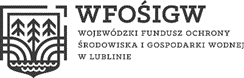 WFOŚIGW
WOJEWÓDZKI FUNDUSZ OCHRONY
ŚRODOWISKA I GOSPODARKI WODNEJ
W LUBLINIE